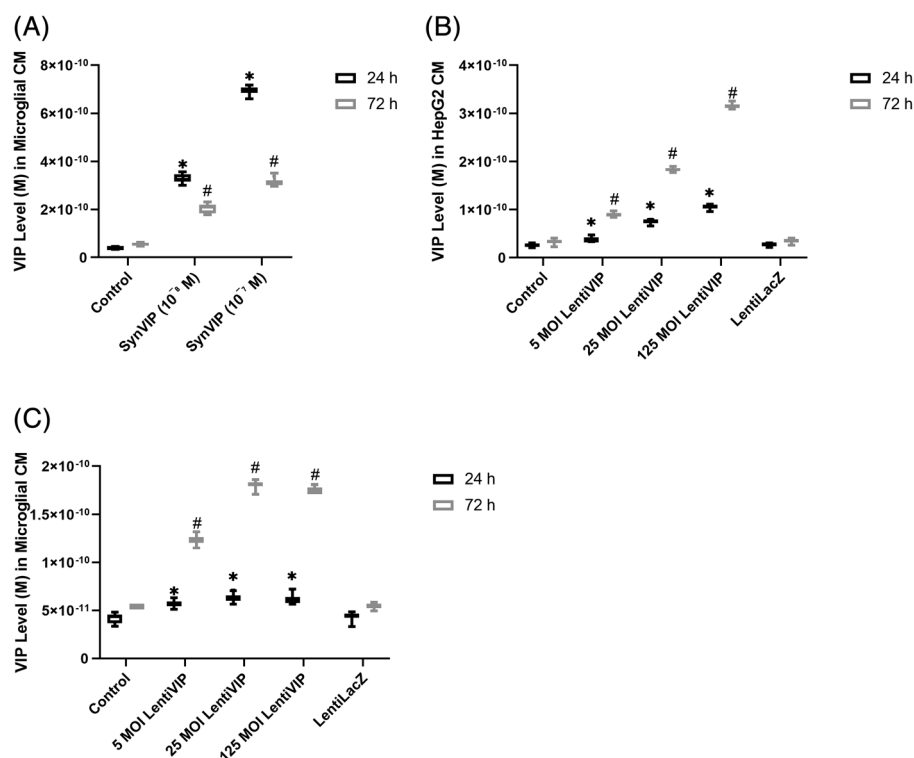 (A)
VIP Level (M) in Microglial CM
8×10⁻¹⁰
6×10⁻¹⁰
4×10⁻¹⁰
2×10⁻¹⁰
0
*
#
*
#
24 h
72 h
Control
SynVIP (10⁻⁸ M)
SynVIP (10⁻⁷ M)
(B)
VIP Level (M) in HepG2 CM
4×10⁻¹⁰
3×10⁻¹⁰
2×10⁻¹⁰
1×10⁻¹⁰
0
*
#
*
#
*
#
24 h
72 h
Control
5 MOI LentiVIP
25 MOI LentiVIP
125 MOI LentiVIP
LentiLacZ
(C)
VIP Level (M) in Microglial CM
2×10⁻¹⁰
1.5×10⁻¹⁰
1×10⁻¹⁰
5×10⁻¹¹
0
*
#
*
#
*
#
24 h
72 h
Control
5 MOI LentiVIP
25 MOI LentiVIP
125 MOI LentiVIP
LentiLacZ